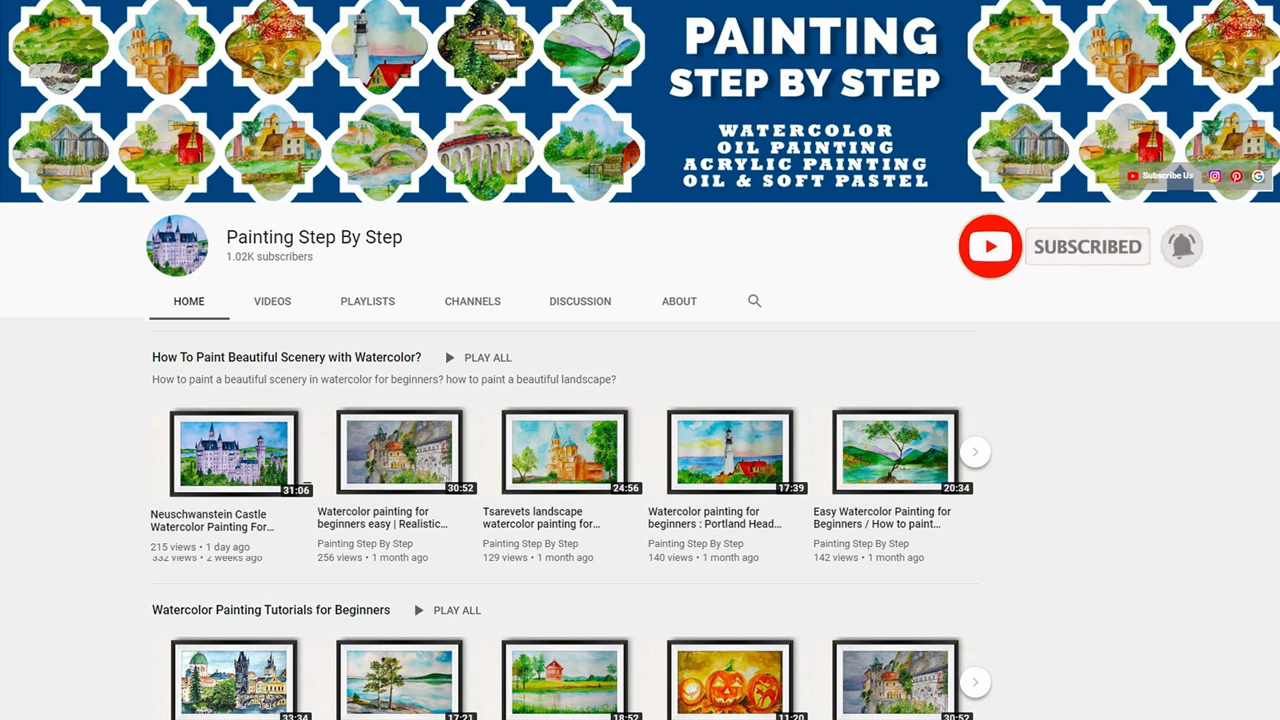 PAINTING
STEP BY STEP
WATERCOLOR
OIL PAINTING
ACRYLIC PAINTING
OIL & SOFT PASTEL
Subscribe Us
Painting Step By Step
1.02K subscribers
SUBSCRIBED
HOME VIDEOS PLAYLISTS CHANNELS DISCUSSION ABOUT
How To Paint Beautiful Scenery with Watercolor? PLAY ALL
How to paint a beautiful scenery in watercolor for beginners? how to paint a beautiful landscape?
31:06 30:52 24:56 17:39 20:34
Neuschwanstein Castle
Watercolor Painting For...
215 views • 1 day ago
332 views • 2 weeks ago
Watercolor painting for
beginners easy | Realistic...
Painting Step By Step
256 views • 1 month ago
Tsarevets landscape
watercolor painting for...
Painting Step By Step
129 views • 1 month ago
Watercolor painting for
beginners : Portland Head...
Painting Step By Step
140 views • 1 month ago
Easy Watercolor Painting for
Beginners / How to paint...
Painting Step By Step
142 views • 1 month ago
Watercolor Painting Tutorials for Beginners PLAY ALL
33:34 17:21 18:52 11:20 30:52